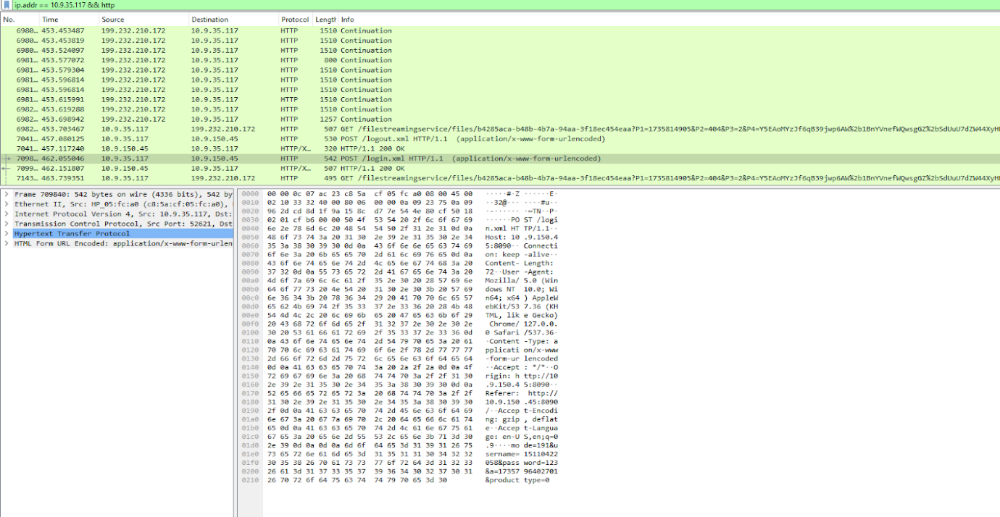 ip.addr == 10.9.35.117 && http
No. Time Source Destination Protocol Length Info
6980… 453.453487 199.232.210.172 10.9.35.117 HTTP 1510 Continuation
6980… 453.453819 199.232.210.172 10.9.35.117 HTTP 1510 Continuation
6980… 453.524097 199.232.210.172 10.9.35.117 HTTP 1510 Continuation
6981… 453.577072 199.232.210.172 10.9.35.117 HTTP 800 Continuation
6981… 453.579304 199.232.210.172 10.9.35.117 HTTP 1510 Continuation
6981… 453.596814 199.232.210.172 10.9.35.117 HTTP 1510 Continuation
6981… 453.596814 199.232.210.172 10.9.35.117 HTTP 1510 Continuation
6981… 453.615991 199.232.210.172 10.9.35.117 HTTP 1510 Continuation
6982… 453.619288 199.232.210.172 10.9.35.117 HTTP 1510 Continuation
6982… 453.698942 199.232.210.172 10.9.35.117 HTTP 1257 Continuation
6982… 453.703467 10.9.35.117 199.232.210.172 HTTP 507 GET /filestreamingservice/files/b4285aca-b48b-4b7a-94aa-3f18ec454eaa?P1=1735814905&P2=404&P3=2&P4=Y5EAoMYzJf6qB39jwp6AW%2b1BnYVnefWQwsgGZ%2bSdUuU7dZW44XyH
7041… 457.080125 10.9.35.117 10.9.150.45 HTTP 530 POST /logout.xml HTTP/1.1 (application/x-www-form-urlencoded)
7041… 457.117240 10.9.150.45 10.9.35.117 HTTP/X… 320 HTTP/1.1 200 OK
7098… 462.055046 10.9.35.117 10.9.150.45 HTTP 542 POST /login.xml HTTP/1.1 (application/x-www-form-urlencoded)
7099… 462.151807 10.9.150.45 10.9.35.117 HTTP/X… 507 HTTP/1.1 200 OK
7143… 463.739351 10.9.35.117 199.232.210.172 HTTP 495 GET /filestreamingservice/files/b4285aca-b48b-4b7a-94aa-3f18ec454eaa?P1=1735814905&P2=404&P3=2&P4=Y5EAoMYzJf6qB39jwp6AW%2b1BnYVnefWQwsgGZ%2bSdUuU7dZW44XyH
Frame 709840: 542 bytes on wire (4336 bits), 542 by
Ethernet II, Src: HP_05:fc:a0 (c8:5a:cf:05:fc:a0),
Internet Protocol Version 4, Src: 10.9.35.117, Dst:
Transmission Control Protocol, Src Port: 52621, Dst
Hypertext Transfer Protocol
HTML Form URL Encoded: application/x-www-form-urlen
0000 00 00 0c 07 ac 23 c8 5a cf 05 fc a0 08 00 45 00 ·····#·Z ······E·
0010 02 10 33 32 40 00 80 06 00 00 0a 09 23 75 0a 09 ··32@··· ····#u··
0020 96 2d cd 8d 1f 9a 15 8c d7 7e 54 4e 80 cf 50 18 ·-······ ·~TN··P·
0030 02 01 cf b6 00 00 50 4f 53 54 20 2f 6c 6f 67 69 ······PO ST /logi
0040 6e 2e 78 6d 6c 20 48 54 54 50 2f 31 2e 31 0d 0a n.xml HT TP/1.1··
0050 48 6f 73 74 3a 20 31 30 2e 39 2e 31 35 30 2e 34 Host: 10 .9.150.4
0060 35 3a 38 30 39 30 0d 0a 43 6f 6e 6e 65 63 74 69 5:8090·· Connecti
0070 6f 6e 3a 20 6b 65 65 70 2d 61 6c 69 76 65 0d 0a on: keep -alive··
0080 43 6f 6e 74 65 6e 74 2d 4c 65 6e 67 74 68 3a 20 Content- Length:
0090 37 32 0d 0a 55 73 65 72 2d 41 67 65 6e 74 3a 20 72··User -Agent:
00a0 4d 6f 7a 69 6c 6c 61 2f 35 2e 30 20 28 57 69 6e Mozilla/ 5.0 (Win
00b0 64 6f 77 73 20 4e 54 20 31 30 2e 30 3b 20 57 69 dows NT 10.0; Wi
00c0 6e 36 34 3b 20 78 36 34 29 20 41 70 70 6c 65 57 n64; x64 ) AppleW
00d0 65 62 4b 69 74 2f 35 33 37 2e 33 36 20 28 4b 48 ebKit/53 7.36 (KH
00e0 54 4d 4c 2c 20 6c 69 6b 65 20 47 65 63 6b 6f 29 TML, lik e Gecko)
00f0 20 43 68 72 6f 6d 65 2f 31 32 37 2e 30 2e 30 2e Chrome/ 127.0.0.
0100 30 20 53 61 66 61 72 69 2f 35 33 37 2e 33 36 0d 0 Safari /537.36·
0110 0a 43 6f 6e 74 65 6e 74 2d 54 79 70 65 3a 20 61 ·Content -Type: a
0120 70 70 6c 69 63 61 74 69 6f 6e 2f 78 2d 77 77 77 pplicati on/x-www
0130 2d 66 6f 72 6d 2d 75 72 6c 65 6e 63 6f 64 65 64 -form-ur lencoded
0140 0d 0a 41 63 63 65 70 74 3a 20 2a 2f 2a 0d 0a 4f ··Accept : */*··O
0150 72 69 67 69 6e 3a 20 68 74 74 70 3a 2f 2f 31 30 rigin: h ttp://10
0160 2e 39 2e 31 35 30 2e 34 35 3a 38 30 39 30 0d 0a .9.150.4 5:8090··
0170 52 65 66 65 72 65 72 3a 20 68 74 74 70 3a 2f 2f Referer: http://
0180 31 30 2e 39 2e 31 35 30 2e 34 35 3a 38 30 39 30 10.9.150 .45:8090
0190 2f 0d 0a 41 63 63 65 70 74 2d 45 6e 63 6f 64 69 /··Accep t-Encodi
01a0 6e 67 3a 20 67 7a 69 70 2c 20 64 65 66 6c 61 74 ng: gzip , deflat
01b0 65 0d 0a 41 63 63 65 70 74 2d 4c 61 6e 67 75 61 e··Accep t-Langua
01c0 67 65 3a 20 65 6e 2d 55 53 2c 65 6e 3b 71 3d 30 ge: en-U S,en;q=0
01d0 2e 39 0d 0a 0d 0a 6d 6f 64 65 3d 31 39 31 26 75 .9····mo de=191&u
01e0 73 65 72 6e 61 6d 65 3d 31 35 31 31 30 34 32 32 sername= 15110422
01f0 30 35 38 26 70 61 73 73 77 6f 72 64 3d 31 32 33 058&pass word=123
0200 26 61 3d 31 37 33 35 37 39 36 34 30 32 37 30 31 &a=17357 96402701
0210 26 70 72 6f 64 75 63 74 74 79 70 65 3d 30 &product type=0